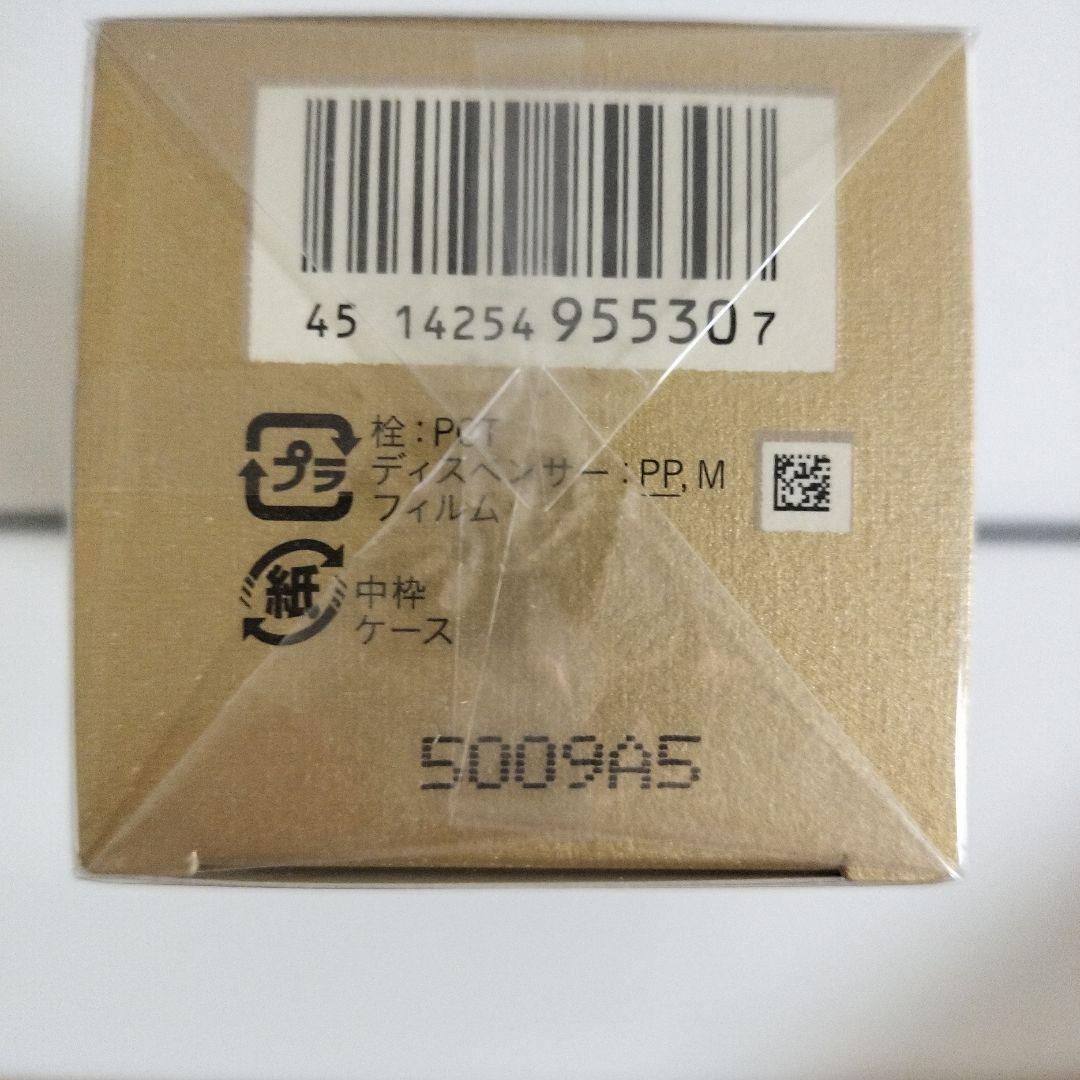 45 14254 95530 7
プラ
栓：PCT
ディスペンサー：PP, M
フィルム
紙
中枠
ケース
5009A5